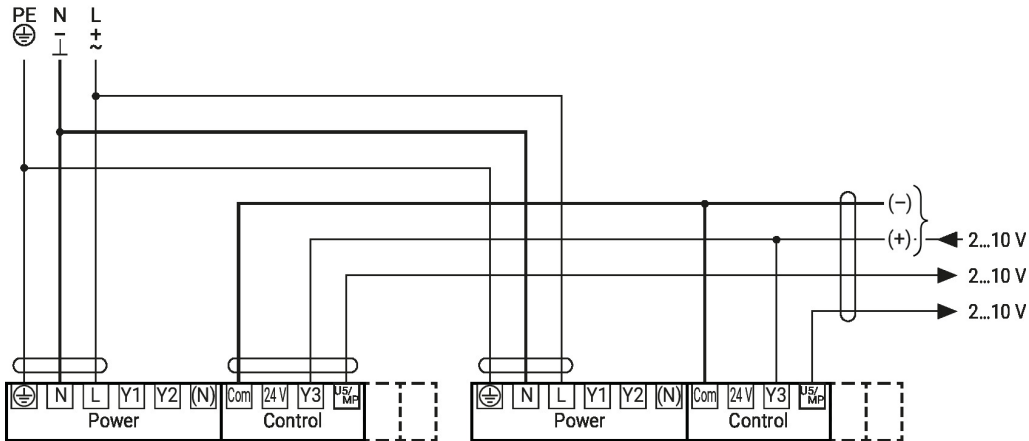 PE N L
− +
⊥ ~
(−)
(+) 2...10 V
2...10 V
2...10 V
N L Y1 Y2 (N) Com 24 V Y3 U5/MP N L Y1 Y2 (N) Com 24 V Y3 U5/MP
Power Control Power Control